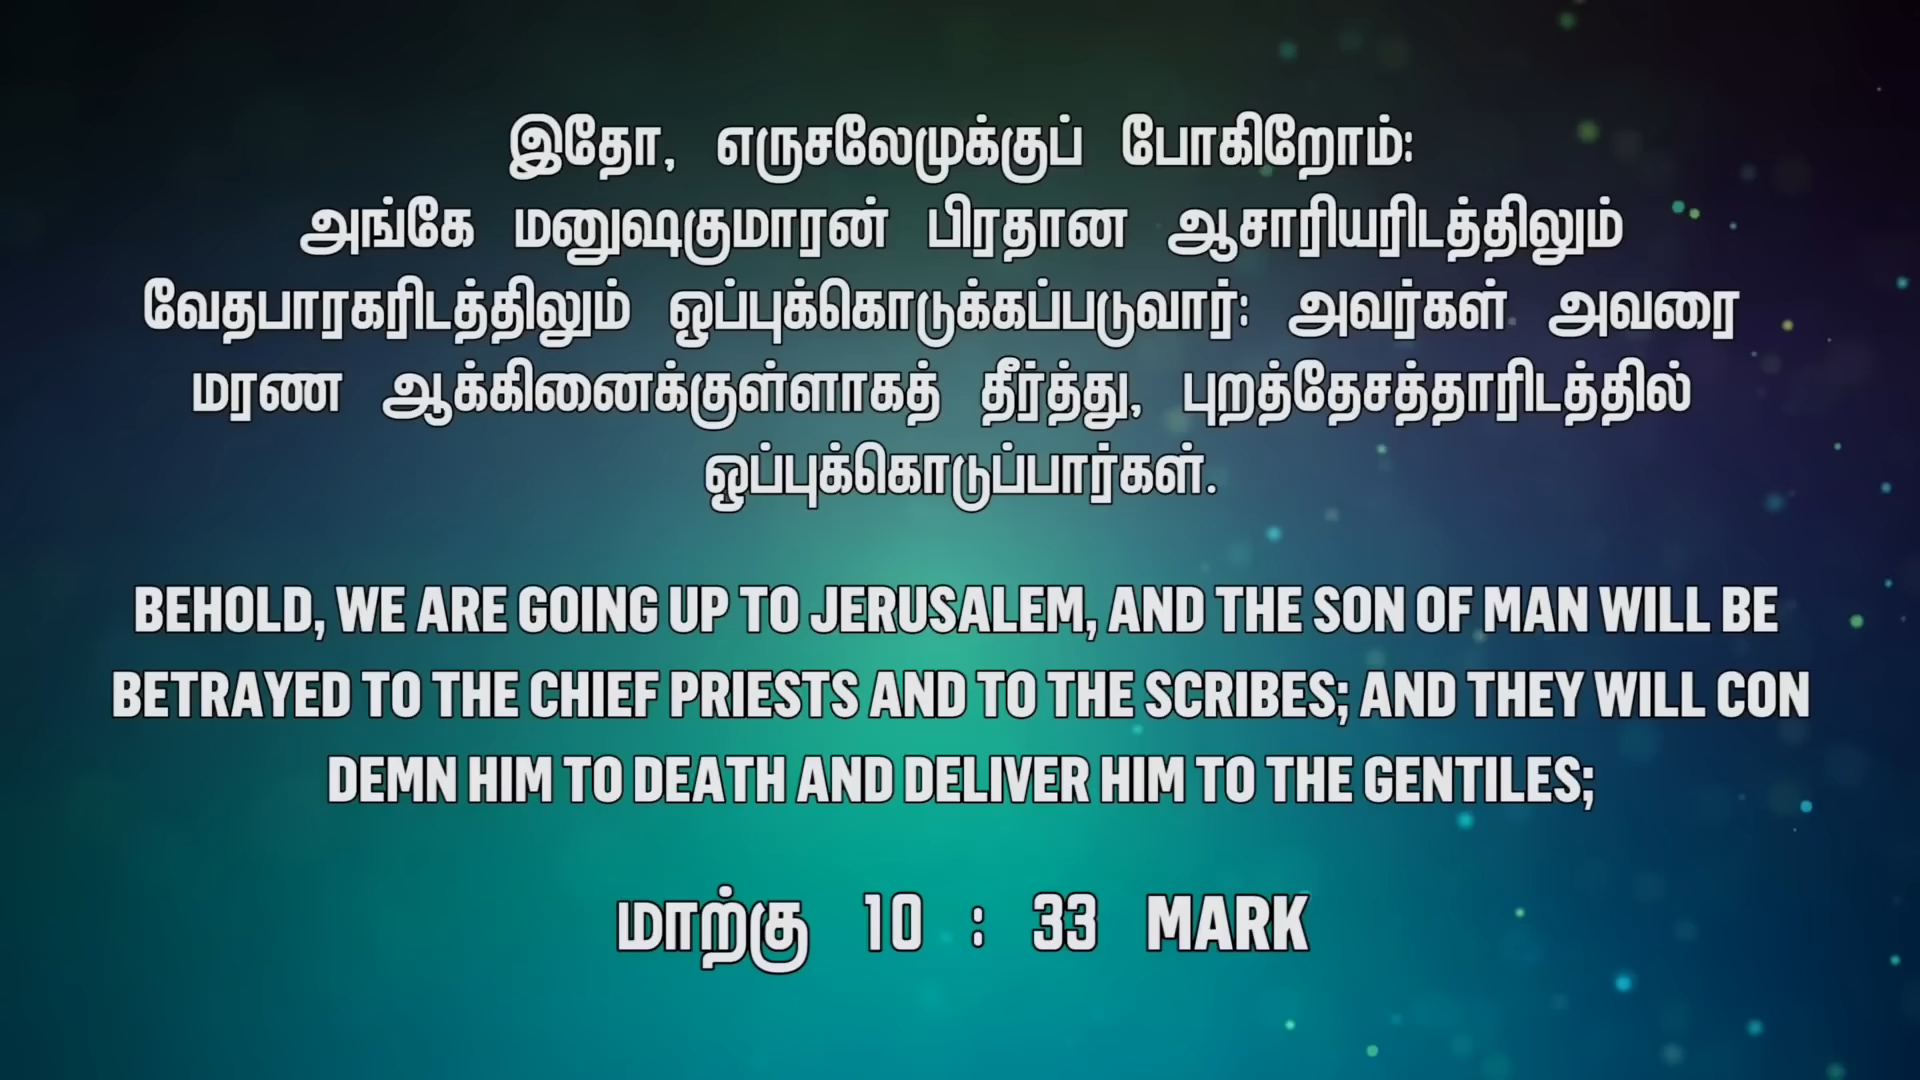 இதோ, எருசலேமுக்குப் போகிறோம்:
அங்கே மனுஷகுமாரன் பிரதான ஆசாரியரிடத்திலும்
வேதபாரகரிடத்திலும் ஒப்புக்கொடுக்கப்படுவார்: அவர்கள் அவரை
மரண ஆக்கினைக்குள்ளாகத் தீர்த்து, புறத்தேசத்தாரிடத்தில்
ஒப்புக்கொடுப்பார்கள்.
BEHOLD, WE ARE GOING UP TO JERUSALEM, AND THE SON OF MAN WILL BE
BETRAYED TO THE CHIEF PRIESTS AND TO THE SCRIBES; AND THEY WILL CON
DEMN HIM TO DEATH AND DELIVER HIM TO THE GENTILES;
மாற்கு 10 : 33 MARK